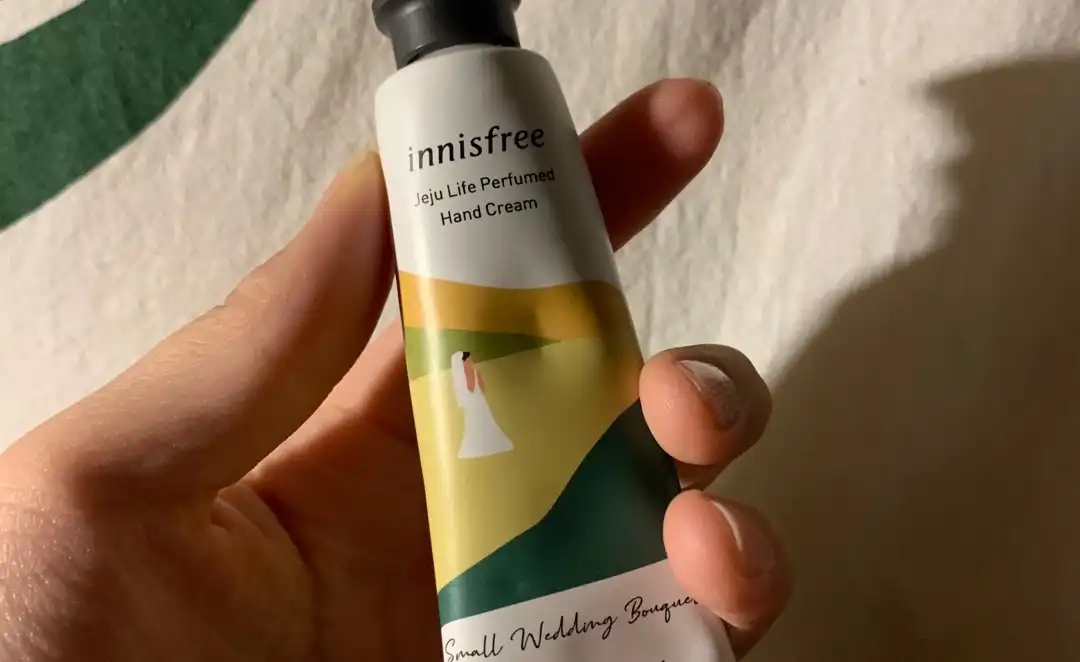 innisfree
Jeju Life Perfumed
Hand Cream
Small Wedding